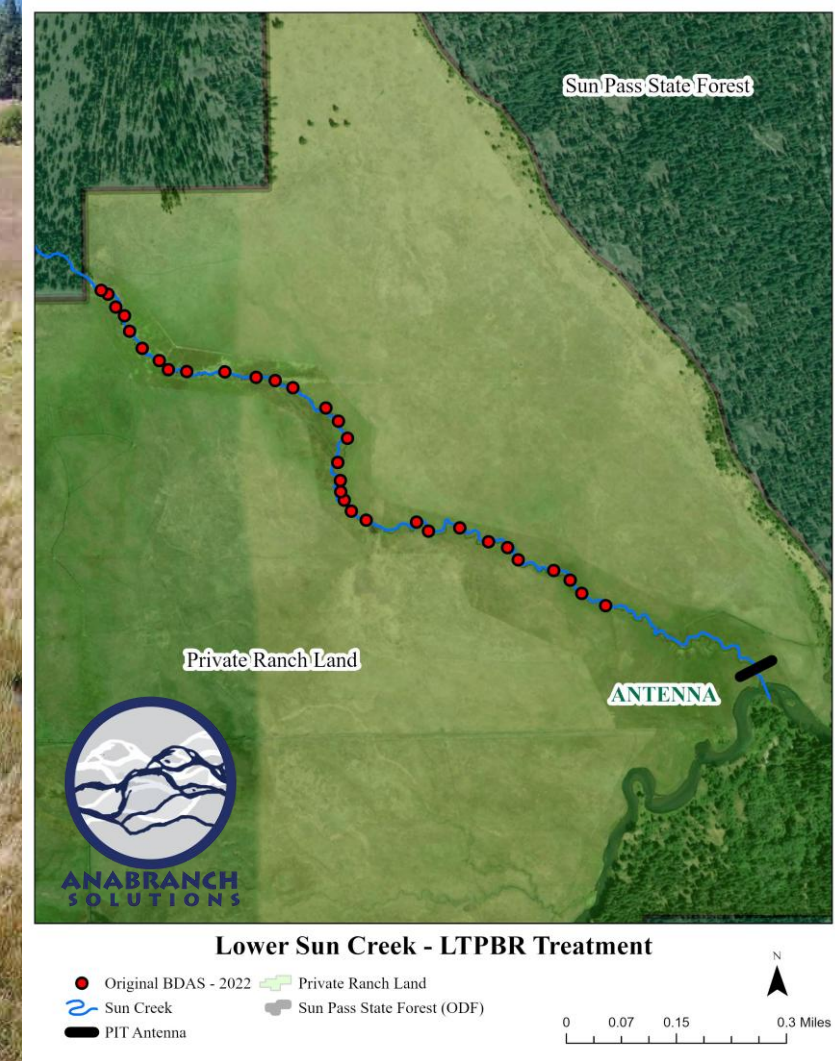 Sun Pass State Forest
Private Ranch Land
ANTENNA
ANABRANCH
SOLUTIONS
Lower Sun Creek - LTPBR Treatment
Original BDAS - 2022
Private Ranch Land
Sun Creek
Sun Pass State Forest (ODF)
PIT Antenna
N
0 0.07 0.15 0.3 Miles